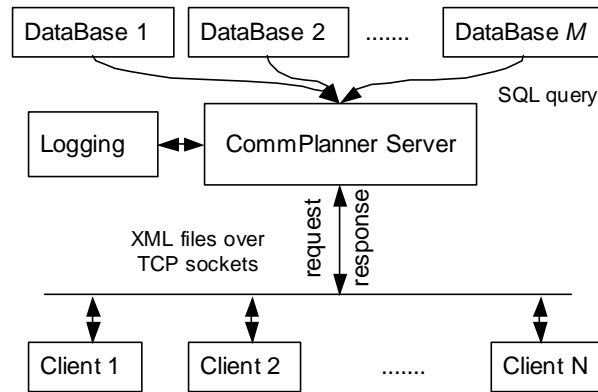 DataBase 1
DataBase 2
.......
DataBase M
SQL query
Logging
CommPlanner Server
XML files over
TCP sockets
request
response
Client 1
Client 2
.......
Client N